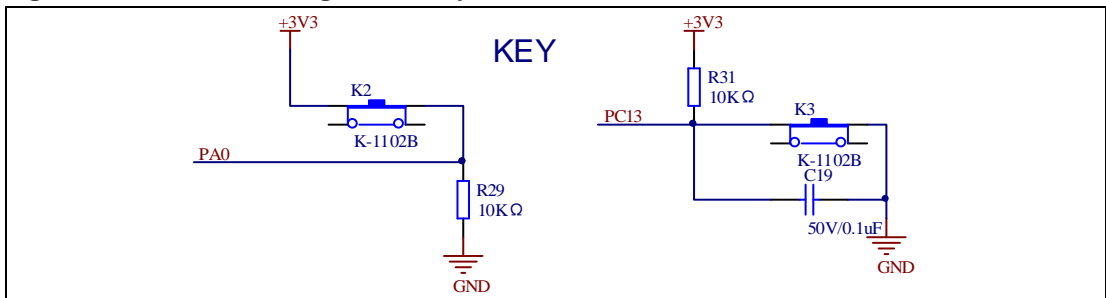 +3V3
KEY
K2
K-1102B
PA0
R29
10KΩ
GND
+3V3
R31
10KΩ
PC13
K3
K-1102B
C19
50V/0.1uF
GND